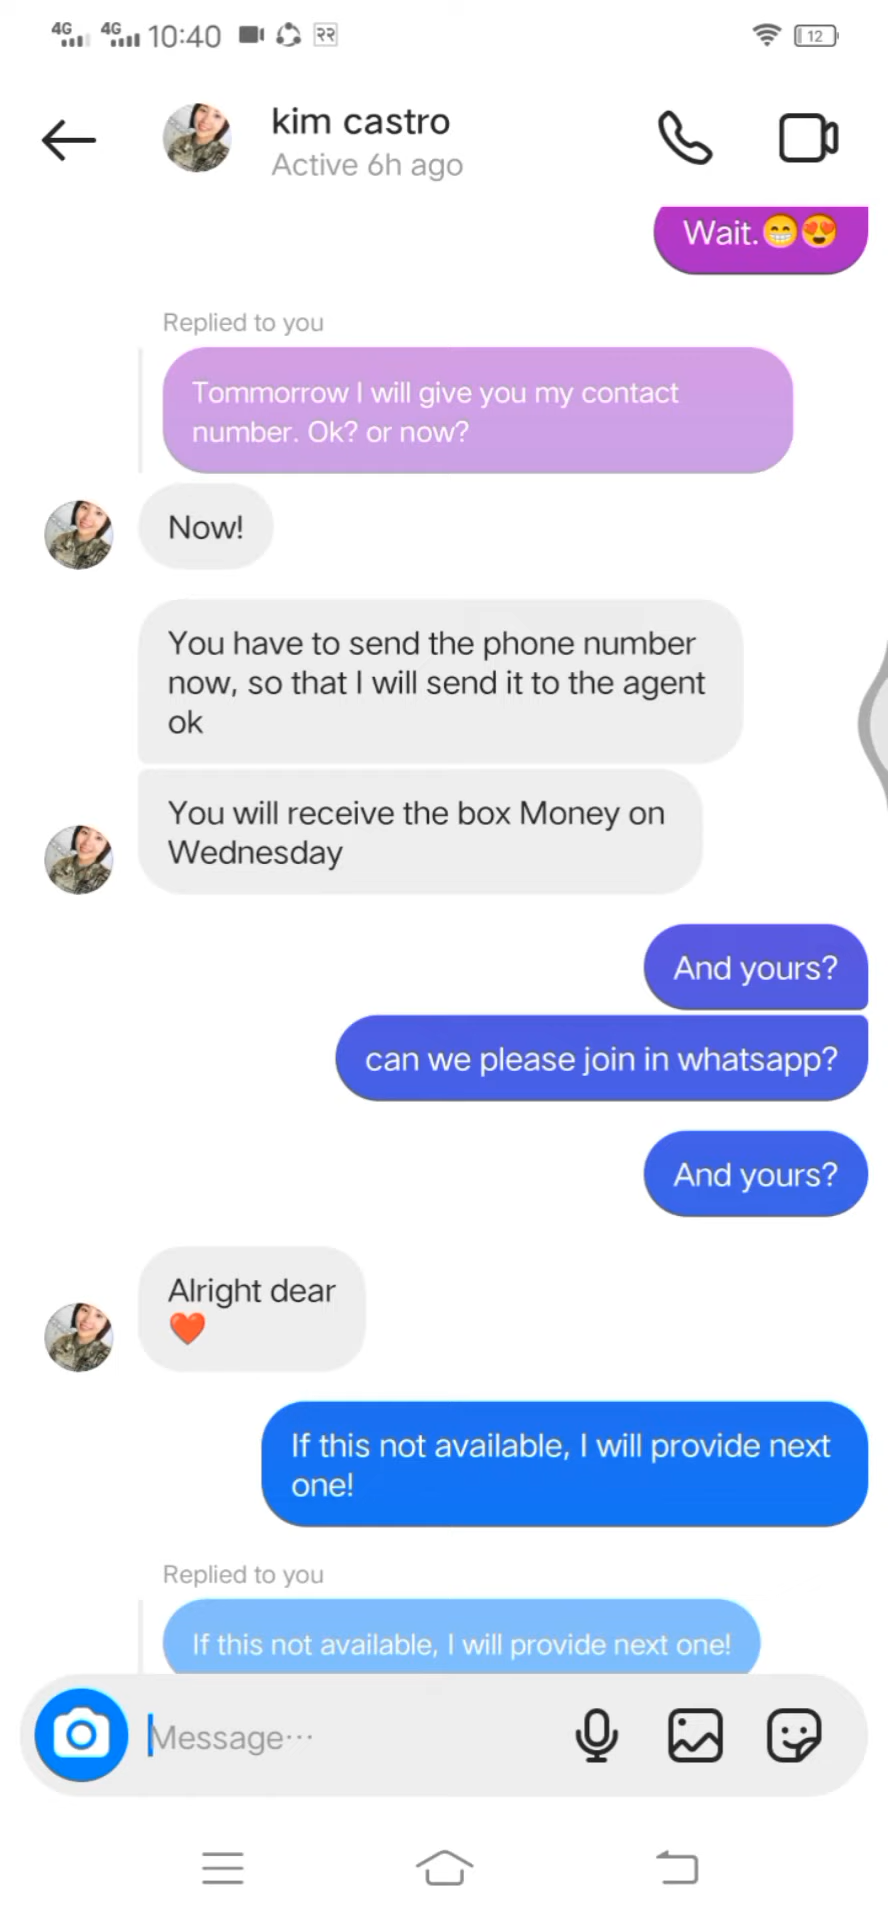 4G 4G 10:40 २२ 12
kim castro
Active 6h ago
Wait.😁😍
Replied to you
Tommorrow I will give you my contact
number. Ok? or now?
Now!
You have to send the phone number
now, so that I will send it to the agent
ok
You will receive the box Money on
Wednesday
And yours?
can we please join in whatsapp?
And yours?
Alright dear
❤️
If this not available, I will provide next
one!
Replied to you
If this not available, I will provide next one!
Message...